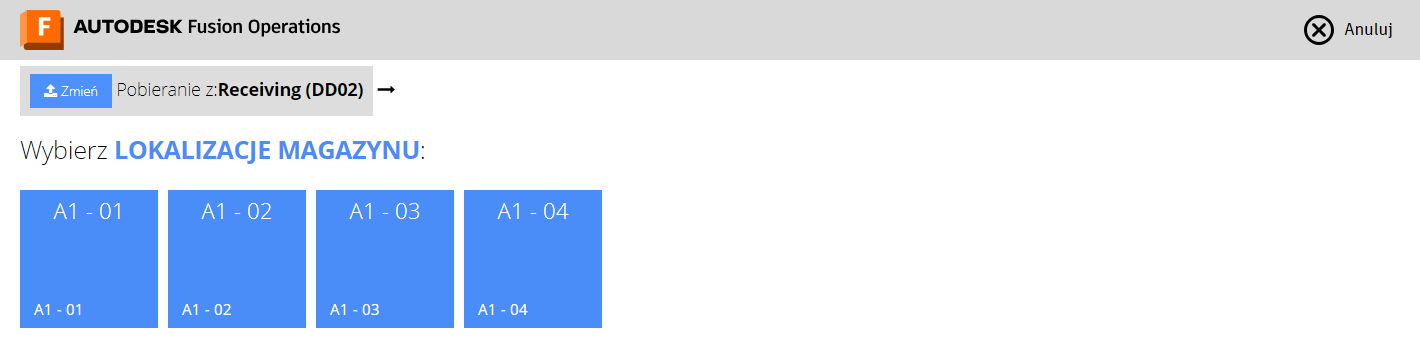 F AUTODESK Fusion Operations
Anuluj
Zmień Pobieranie z:Receiving (DD02)
Wybierz LOKALIZACJE MAGAZYNU:
A1 - 01 A1 - 02 A1 - 03 A1 - 04
A1 - 01 A1 - 02 A1 - 03 A1 - 04